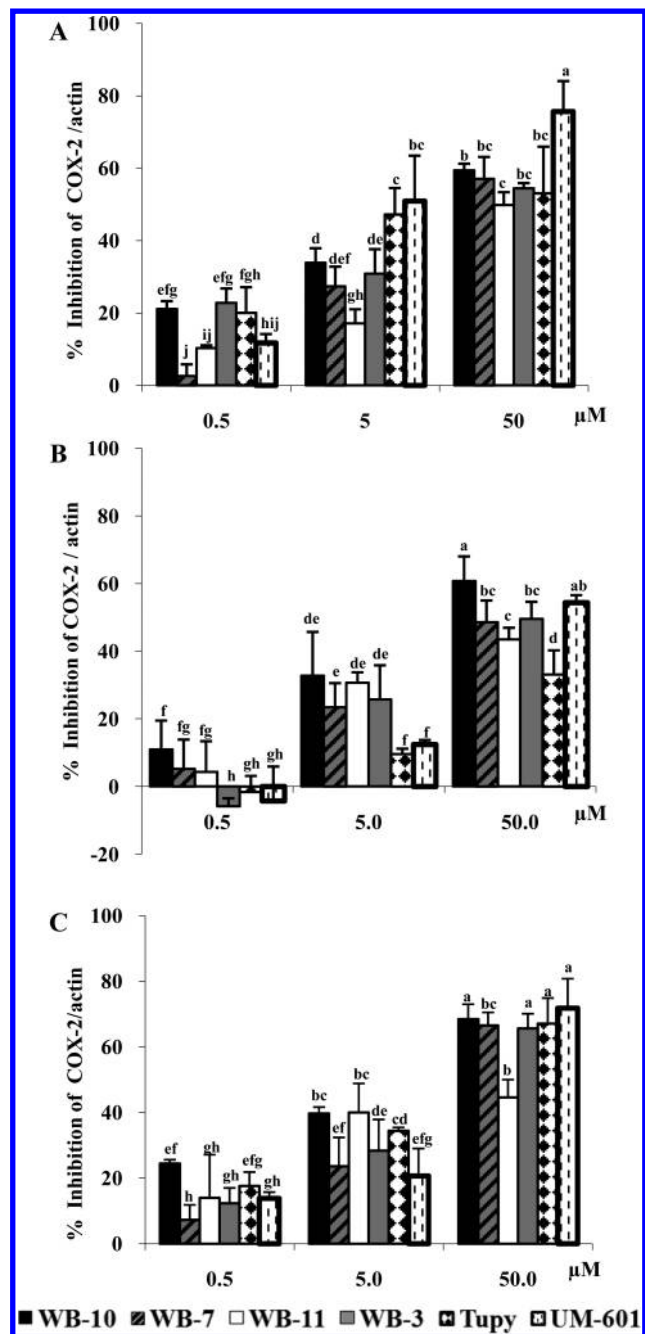 A
% Inhibition of COX-2 /actin
100
80
60
40
20
0
efg
j
ij
efg
fgh
hij
d
def
gh
de
c
bc
b
bc
c
bc
bc
a
0.5
5
50
µM
B
% Inhibition of COX-2 / actin
100
80
60
40
20
0
-20
f
fg
fg
h
gh
gh
de
e
de
de
f
f
a
bc
c
bc
d
ab
0.5
5.0
50.0
µM
C
% Inhibition of COX-2/actin
100
80
60
40
20
0
ef
h
gh
gh
efg
gh
bc
ef
bc
de
cd
efg
a
bc
b
a
a
a
0.5
5.0
50.0
µM
WB-10 WB-7 WB-11 WB-3 Tupy UM-601